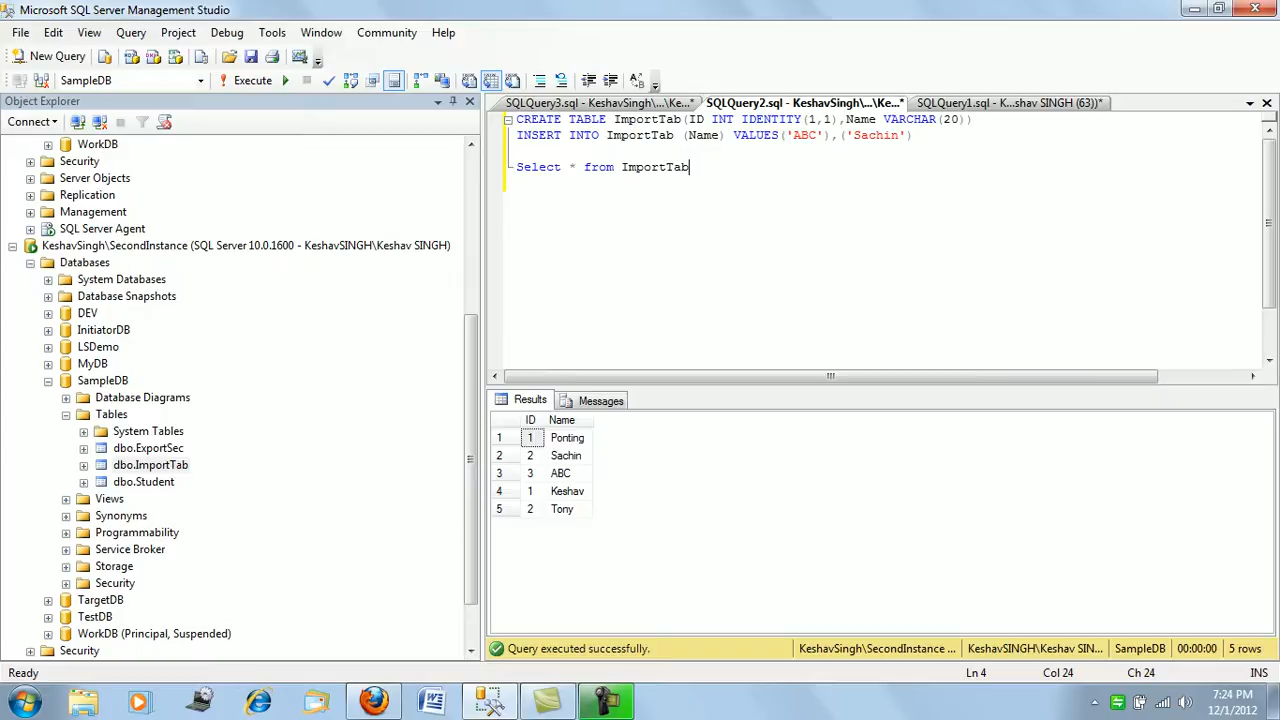 Microsoft SQL Server Management Studio
File Edit View Query Project Debug Tools Window Community Help
New Query
SampleDB Execute
Object Explorer
SQLQuery3.sql - KeshavSingh\...\Ke...* SQLQuery2.sql - KeshavSingh\...\Ke...* SQLQuery1.sql - K...shav SINGH (63))*
Connect
WorkDB
Security
Server Objects
Replication
Management
SQL Server Agent
KeshavSingh\SecondInstance (SQL Server 10.0.1600 - KeshavSINGH\Keshav SINGH)
Databases
System Databases
Database Snapshots
DEV
InitiatorDB
LSDemo
MyDB
SampleDB
Database Diagrams
Tables
System Tables
dbo.ExportSec
dbo.ImportTab
dbo.Student
Views
Synonyms
Programmability
Service Broker
Storage
Security
TargetDB
TestDB
WorkDB (Principal, Suspended)
Security
CREATE TABLE ImportTab(ID INT IDENTITY(1,1),Name VARCHAR(20))
INSERT INTO ImportTab (Name) VALUES('ABC'),('Sachin')
Select * from ImportTab
Results Messages
ID Name
1 1 Ponting
2 2 Sachin
3 3 ABC
4 1 Keshav
5 2 Tony
Query executed successfully. KeshavSingh\SecondInstance ... KeshavSINGH\Keshav SIN... SampleDB 00:00:00 5 rows
Ready Ln 4 Col 24 Ch 24 INS
7:24 PM
12/1/2012